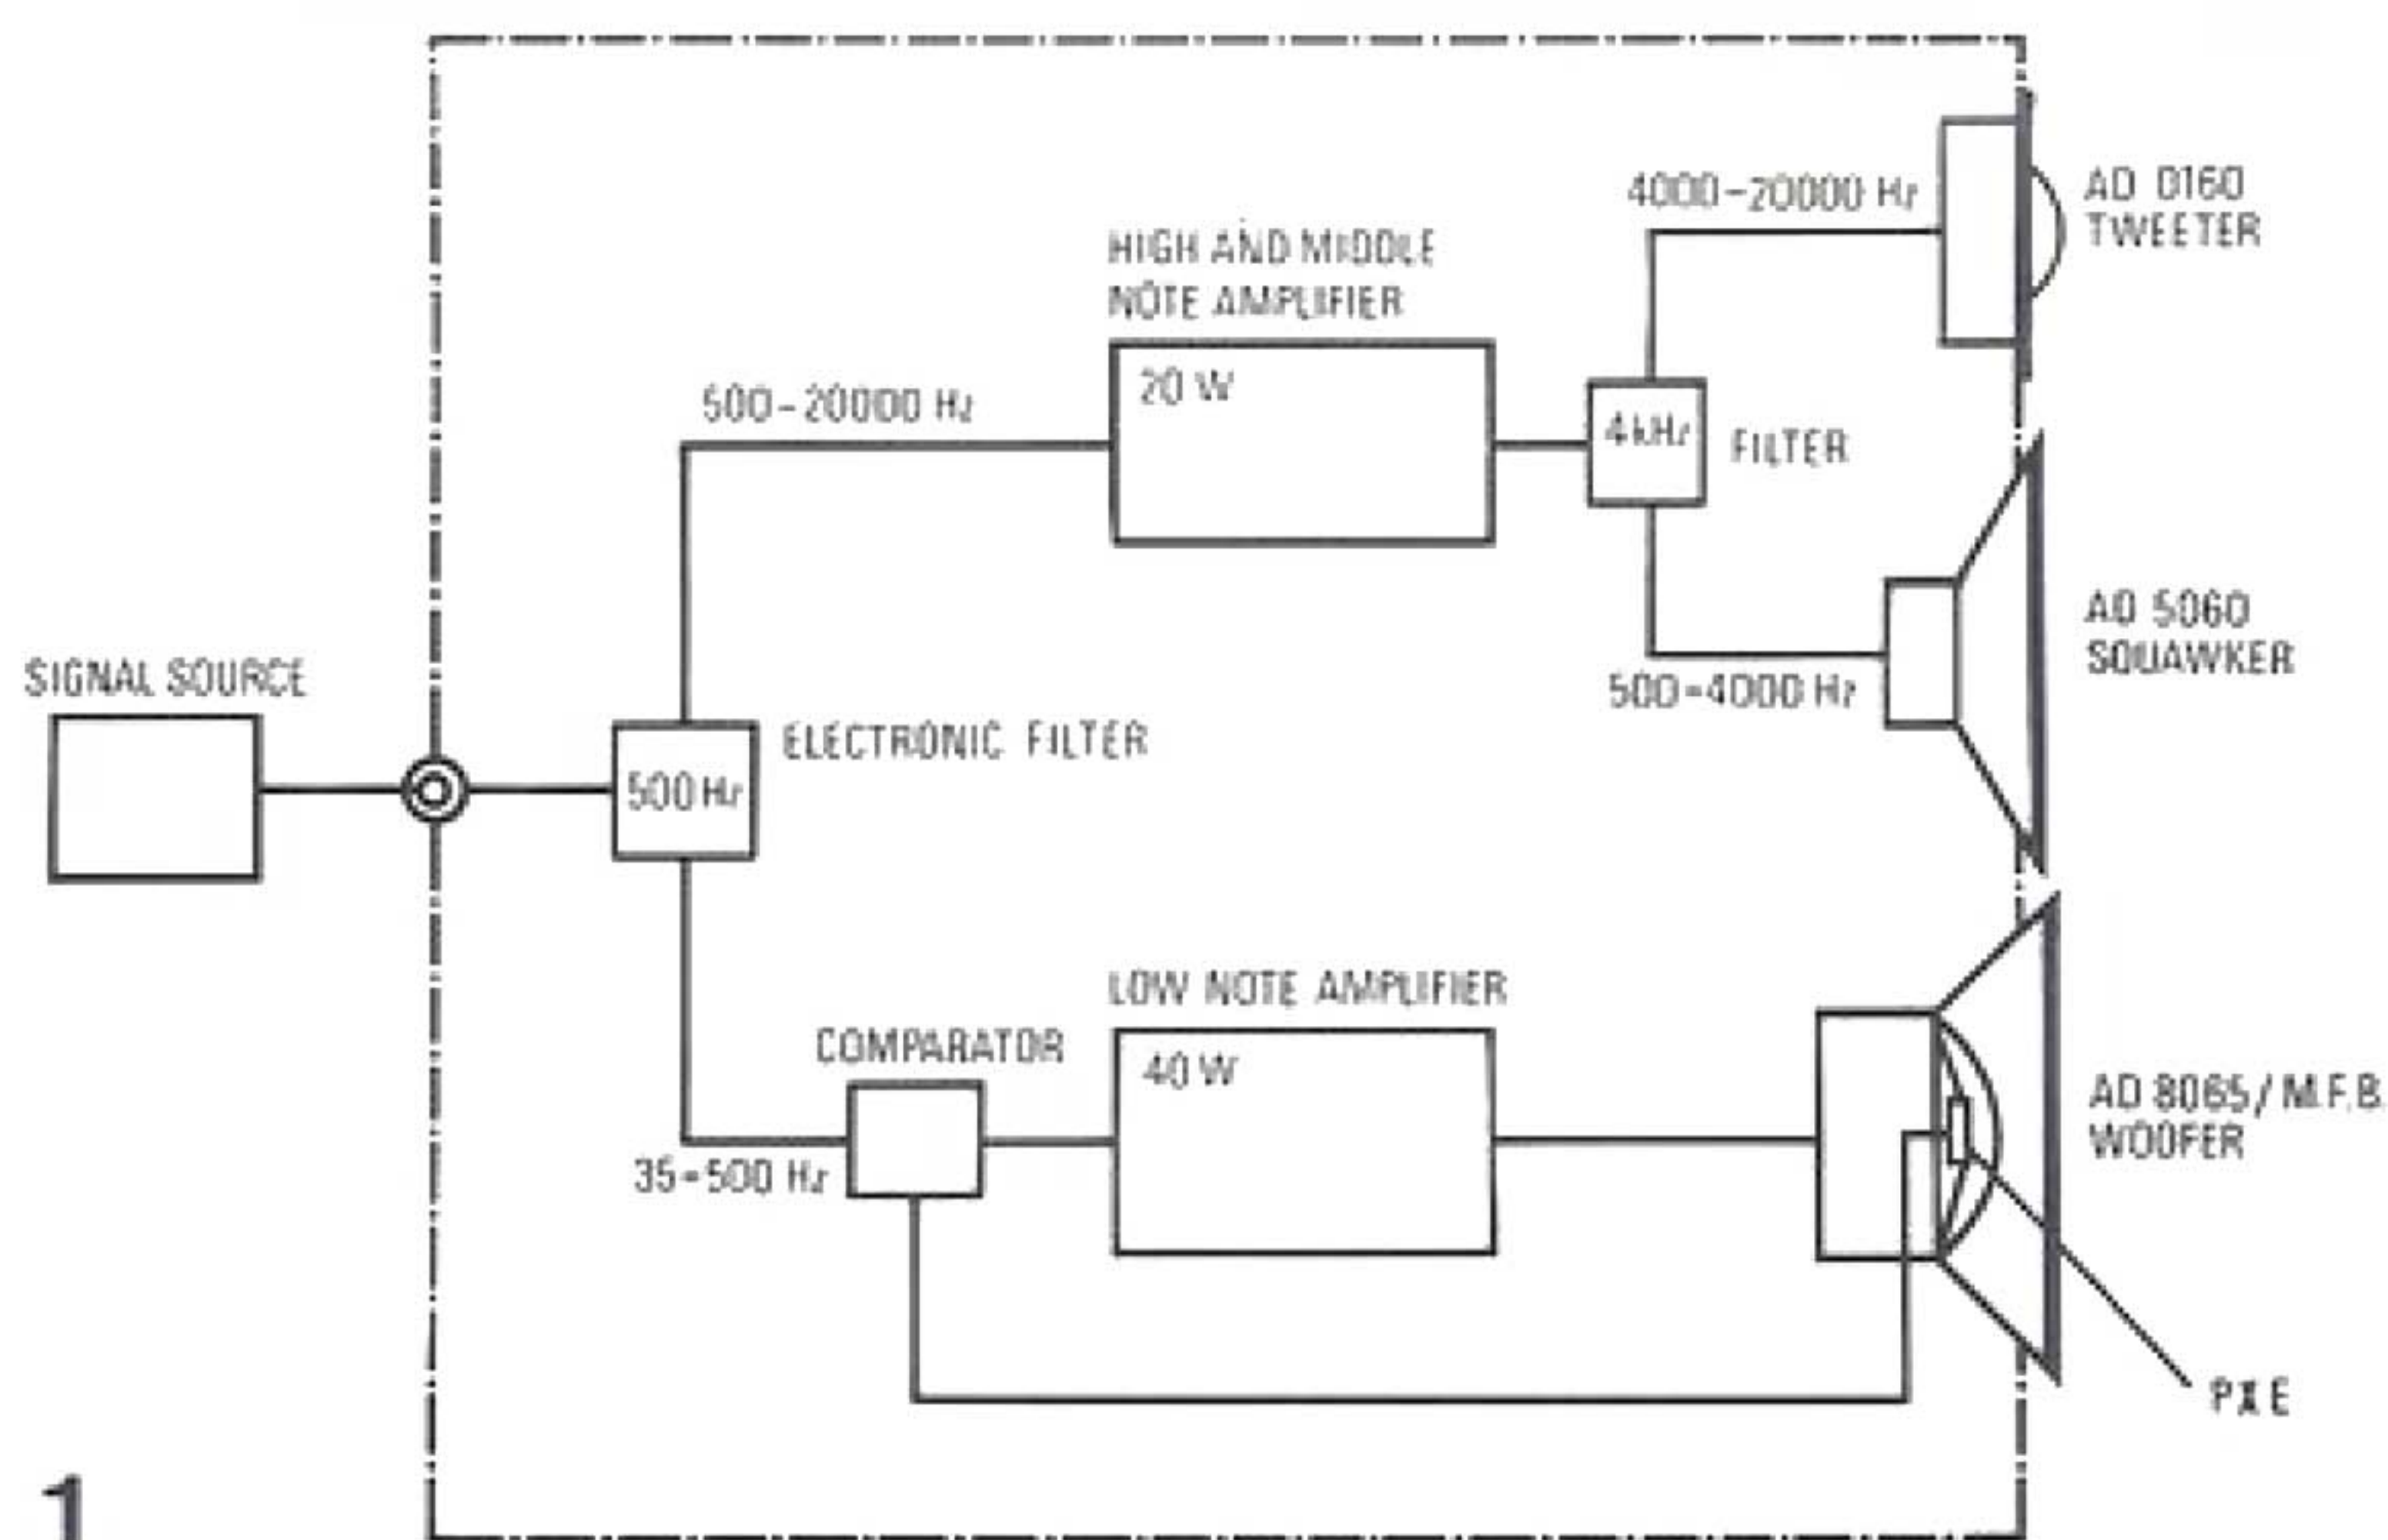 4000-20000 Hz
AD 0160
TWEETER
HIGH AND MIDDLE
NOTE AMPLIFIER
20 W
500-20000 Hz
4kHz
FILTER
AD 5060
SQUAWKER
500-4000 Hz
SIGNAL SOURCE
ELECTRONIC FILTER
500 Hz
LOW NOTE AMPLIFIER
COMPARATOR
40 W
35-500 Hz
AD 8065/M.F.B.
WOOFER
PXE
1